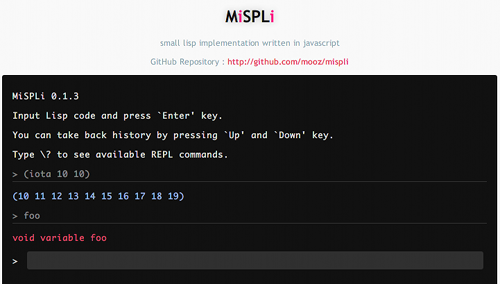 MiSPLi
small lisp implementation written in javascript
GitHub Repository : http://github.com/mooz/mispli
MiSPLi 0.1.3
Input Lisp code and press `Enter' key.
You can take back history by pressing `Up' and `Down' key.
Type \? to see available REPL commands.
> (iota 10 10)
(10 11 12 13 14 15 16 17 18 19)
> foo
void variable foo
>